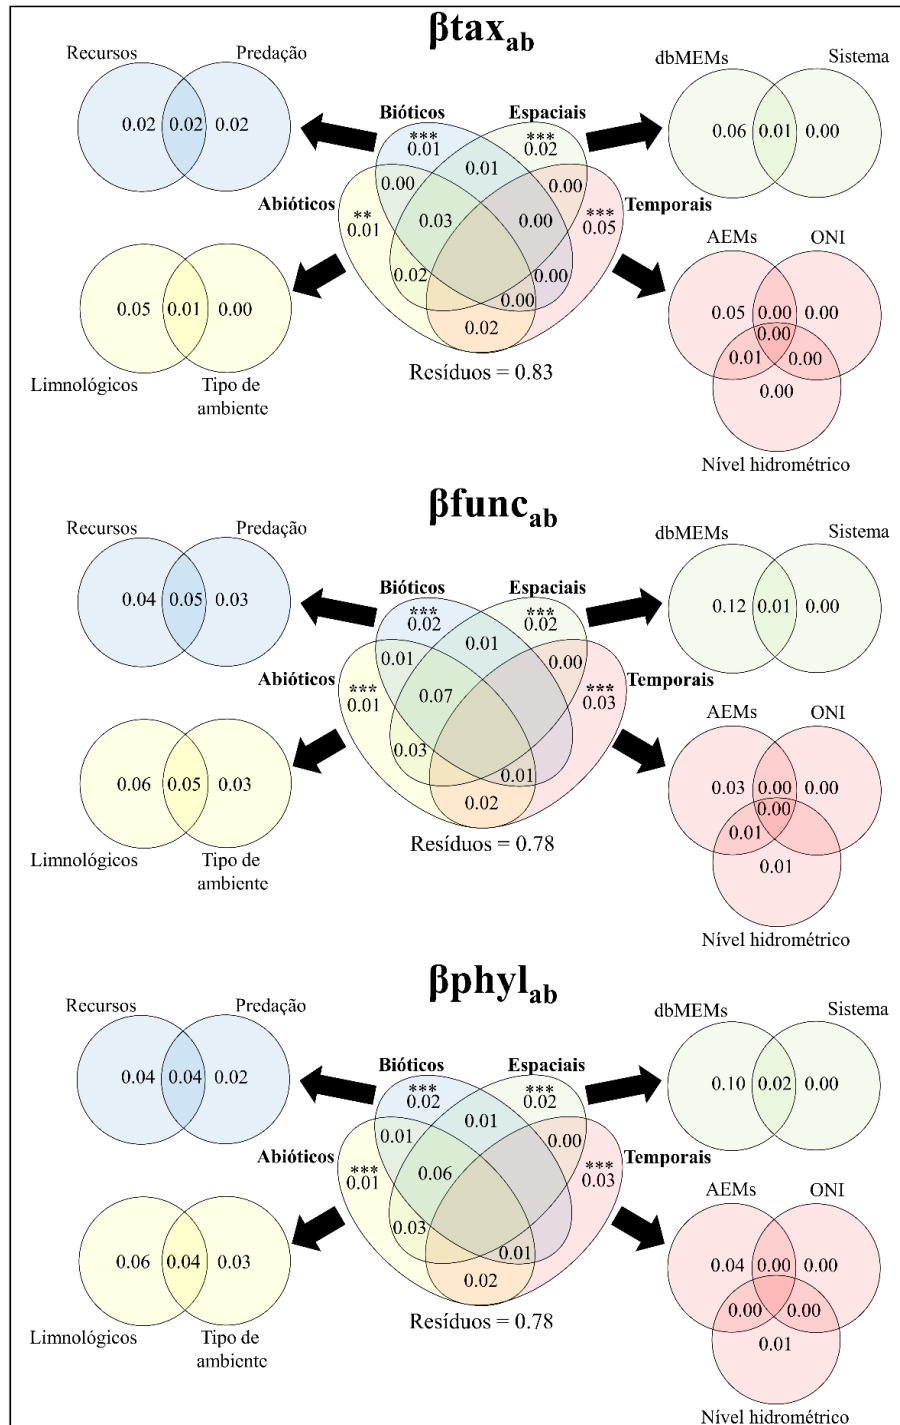 βtax_ab
Recursos Predação dbMEMs Sistema
Bióticos Espaciais
0.02 0.02 0.02 *** 0.01 *** 0.02 0.06 0.01 0.00
0.01
0.00 0.00
Abióticos Temporais
** 0.01 0.03 0.00 *** 0.05
AEMs ONI
0.02 0.00
0.05 0.01 0.00 0.00 0.05 0.00 0.00
0.02 0.00
0.01 0.00
Resíduos = 0.83
Limnológicos Tipo de
ambiente
0.00
Nível hidrométrico
βfunc_ab
Recursos Predação dbMEMs Sistema
Bióticos Espaciais
0.04 0.05 0.03 *** 0.02 *** 0.02 0.12 0.01 0.00
0.01
0.01 0.00
Abióticos Temporais
*** 0.01 0.07 *** 0.03
AEMs ONI
0.03
0.06 0.05 0.03 0.01 0.03 0.00 0.00
0.02 0.00
0.01
Resíduos = 0.78
Limnológicos Tipo de
ambiente
0.01
Nível hidrométrico
βphyl_ab
Recursos Predação dbMEMs Sistema
Bióticos Espaciais
0.04 0.04 0.02 *** 0.02 *** 0.02 0.10 0.02 0.00
0.01
0.01 0.00
Abióticos Temporais
*** 0.01 0.06 *** 0.03
AEMs ONI
0.03
0.06 0.04 0.03 0.01 0.04 0.00 0.00
0.02
0.00 0.00
Resíduos = 0.78
Limnológicos Tipo de
ambiente
0.01
Nível hidrométrico